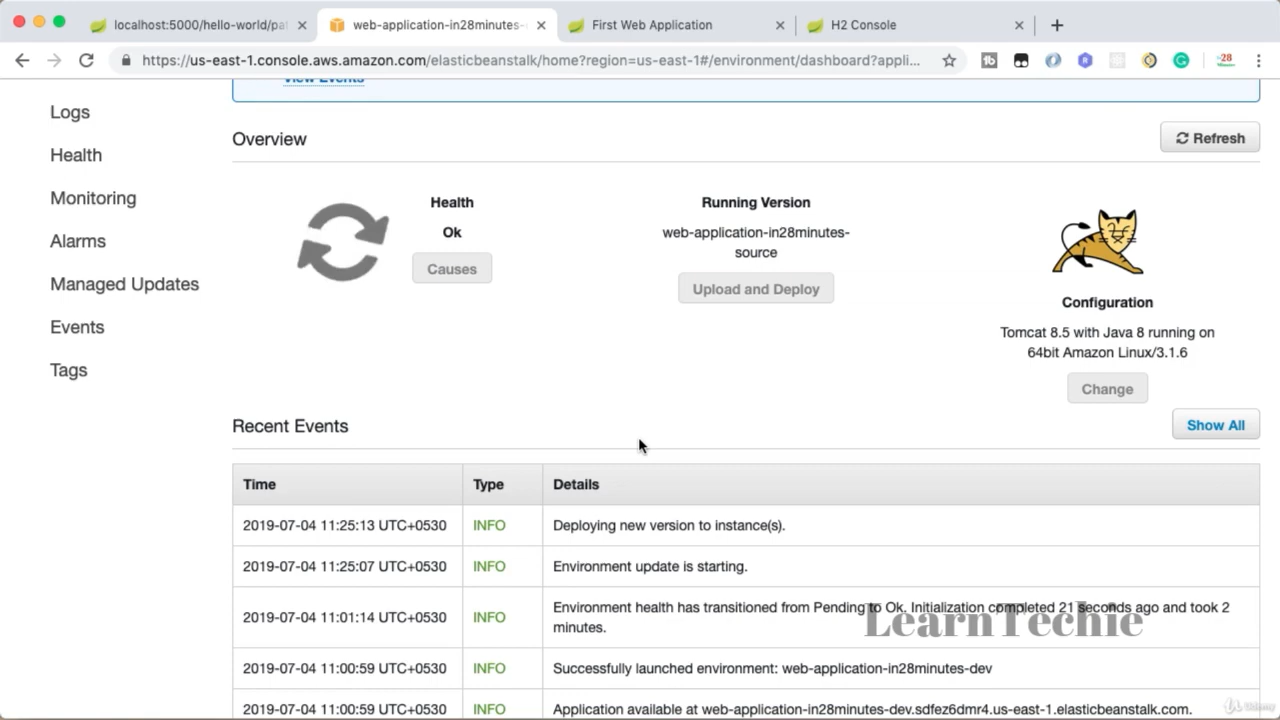 localhost:5000/hello-world/pat
web-application-in28minutes-
First Web Application
H2 Console
https://us-east-1.console.aws.amazon.com/elasticbeanstalk/home?region=us-east-1#/environment/dashboard?appli...
View Events
Logs
Health
Monitoring
Alarms
Managed Updates
Events
Tags
Overview
Refresh
Health
Ok
Causes
Running Version
web-application-in28minutes-
source
Upload and Deploy
Configuration
Tomcat 8.5 with Java 8 running on
64bit Amazon Linux/3.1.6
Change
Recent Events
Show All
Time Type Details
2019-07-04 11:25:13 UTC+0530 INFO Deploying new version to instance(s).
2019-07-04 11:25:07 UTC+0530 INFO Environment update is starting.
2019-07-04 11:01:14 UTC+0530 INFO Environment health has transitioned from Pending to Ok. Initialization completed 21 seconds ago and took 2
minutes.
LearnTechie
2019-07-04 11:00:59 UTC+0530 INFO Successfully launched environment: web-application-in28minutes-dev
2019-07-04 11:00:59 UTC+0530 INFO Application available at web-application-in28minutes-dev.sdfez6dmr4.us-east-1.elasticbeanstalk.com.
Udemy